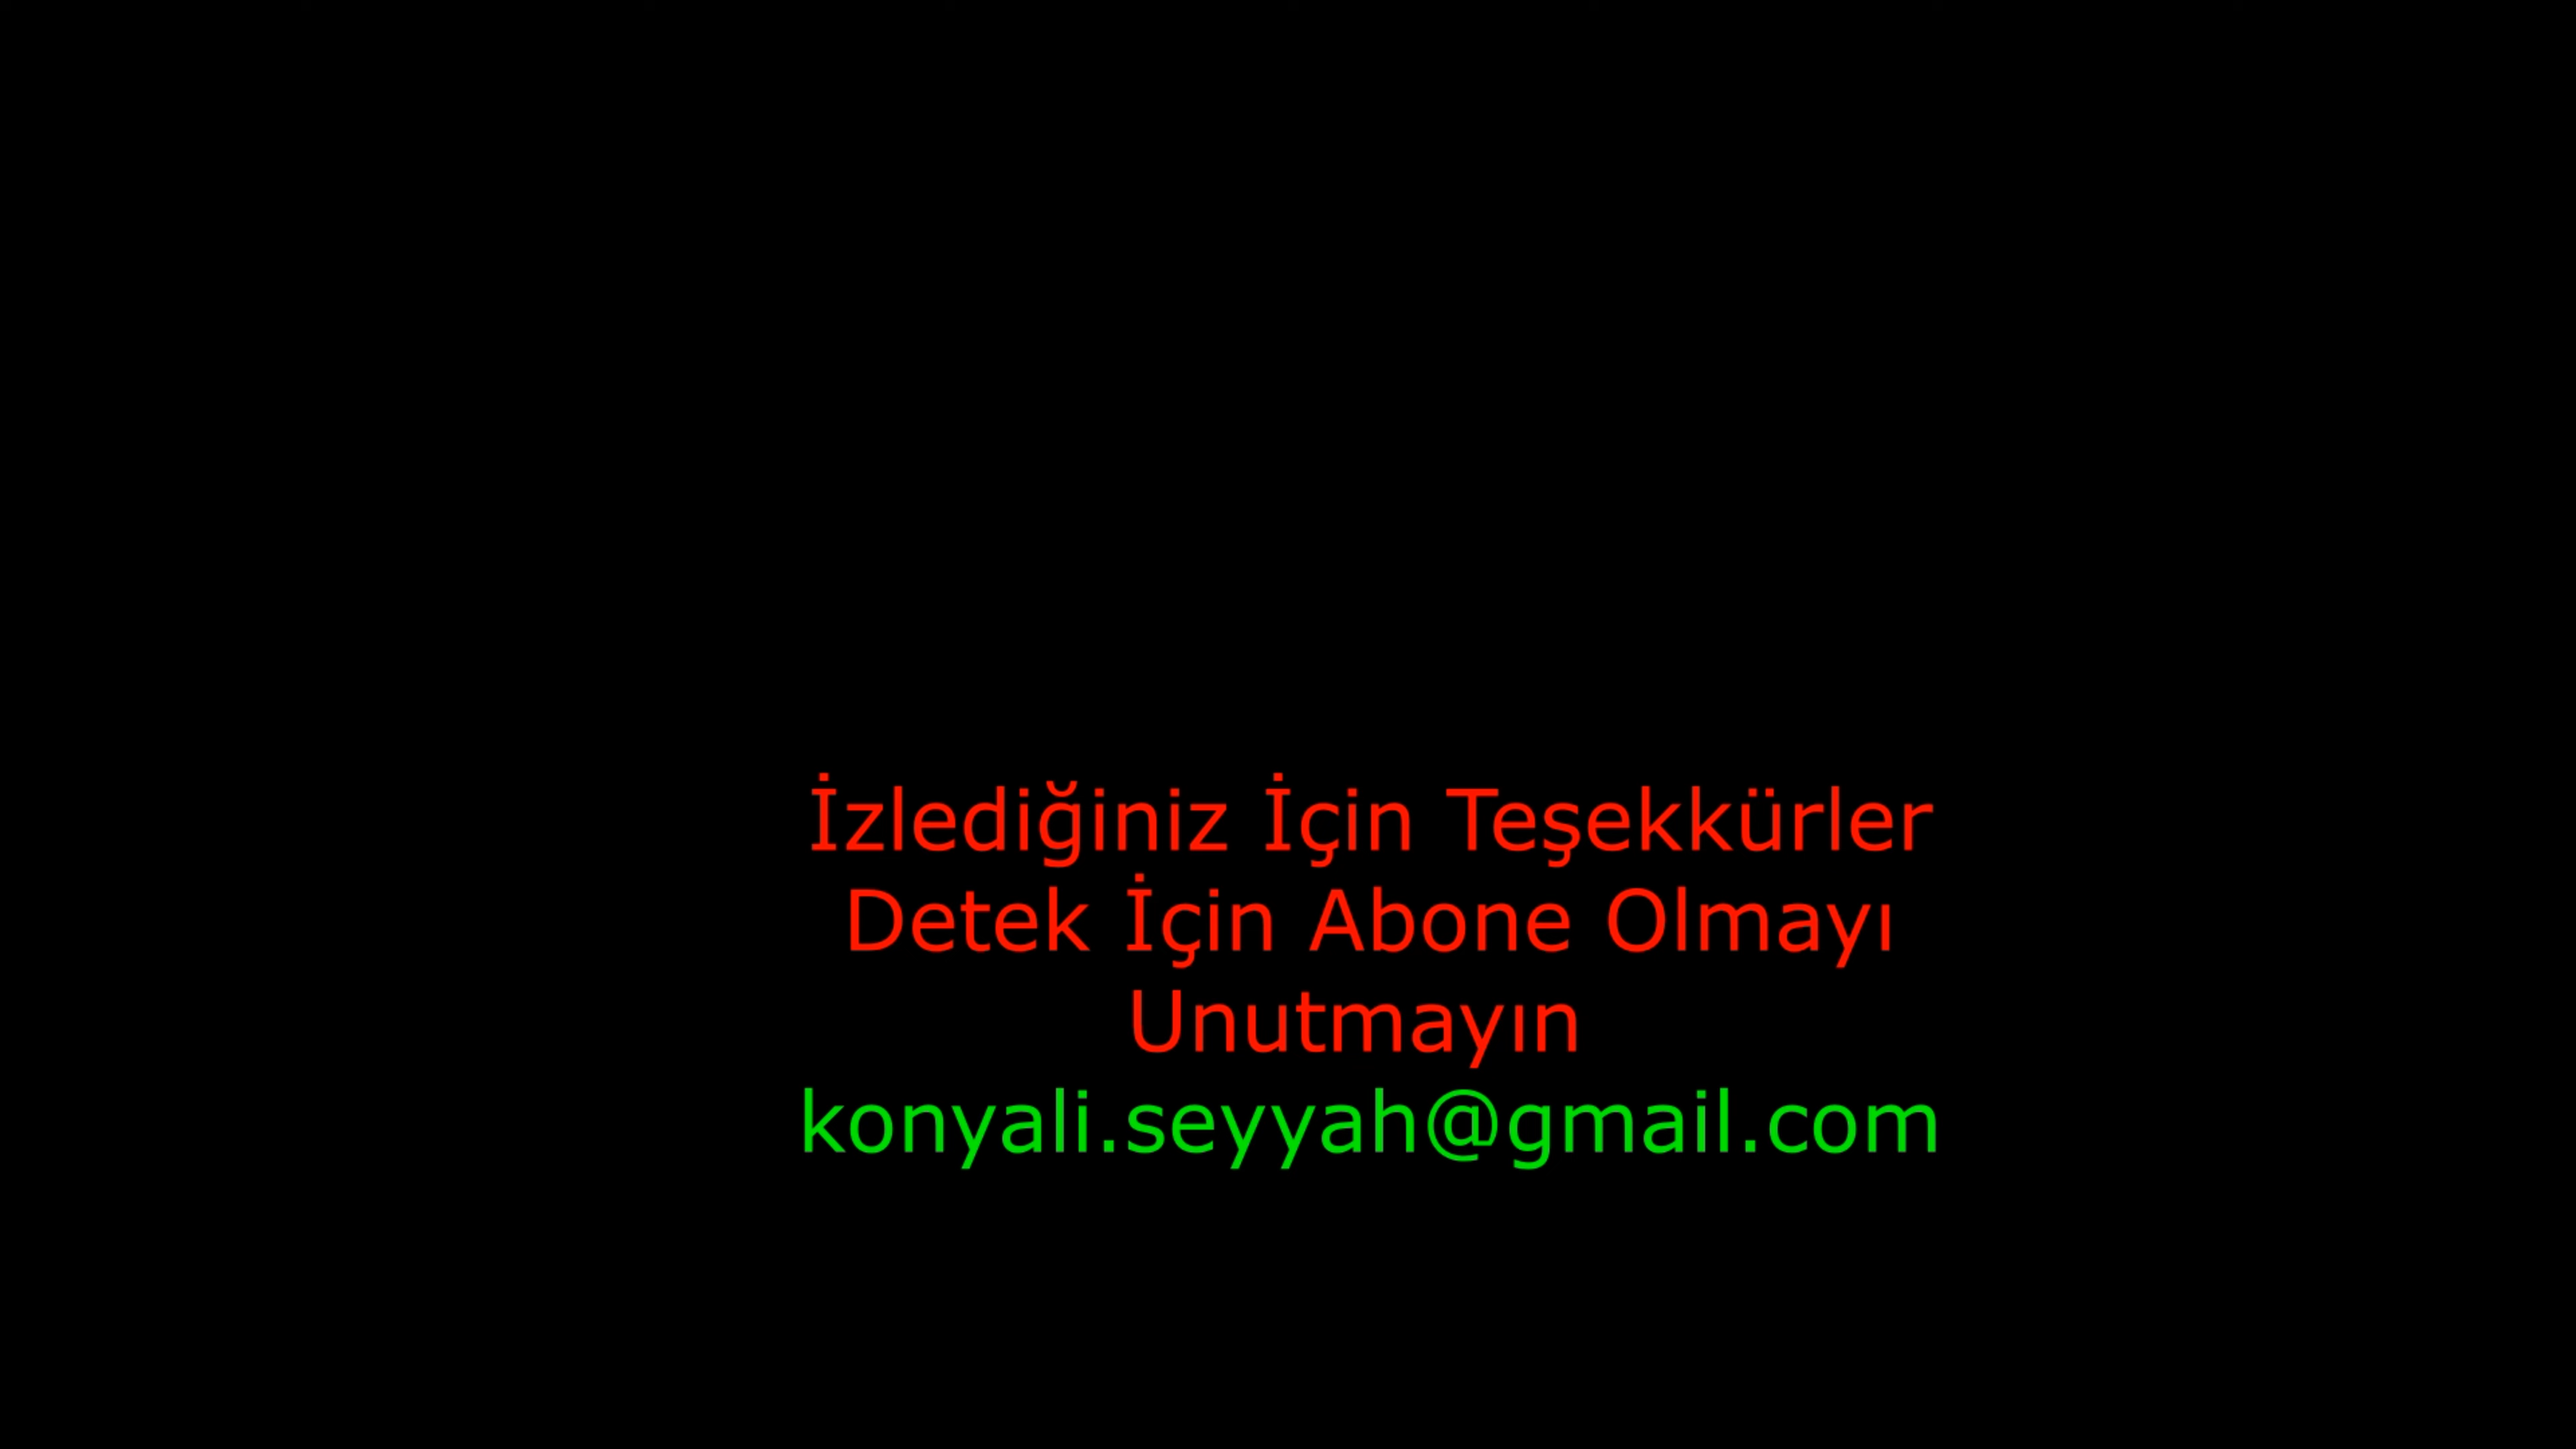 İzlediğiniz İçin Teşekkürler
Detek İçin Abone Olmayı
Unutmayın
konyali.seyyah@gmail.com